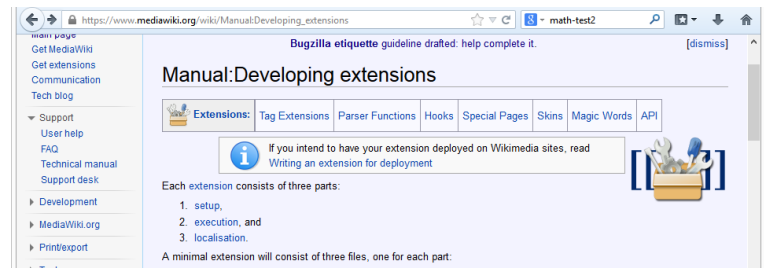 https://www.mediawiki.org/wiki/Manual:Developing_extensions
8 - math-test2
Main page
Get MediaWiki
Get extensions
Communication
Tech blog
Support
User help
FAQ
Technical manual
Support desk
Development
MediaWiki.org
Print/export
Bugzilla etiquette guideline drafted: help complete it. [dismiss]
Manual:Developing extensions
Extensions: Tag Extensions Parser Functions Hooks Special Pages Skins Magic Words API
If you intend to have your extension deployed on Wikimedia sites, read
Writing an extension for deployment
Each extension consists of three parts:
1. setup,
2. execution, and
3. localisation.
A minimal extension will consist of three files, one for each part: